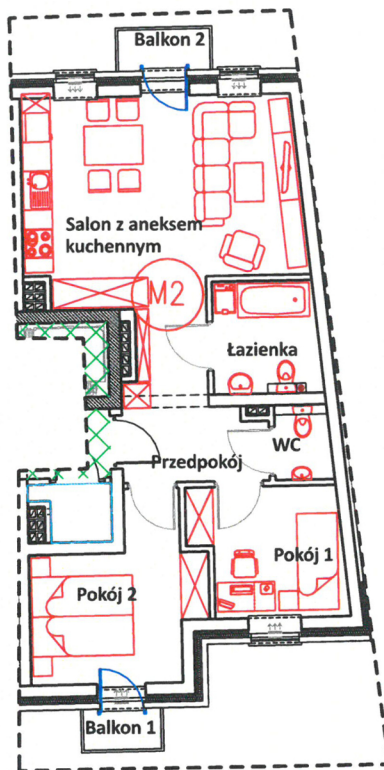 Balkon 2
Salon z aneksem
kuchennym
M2
Łazienka
WC
Przedpokój
Pokój 1
Pokój 2
Balkon 1